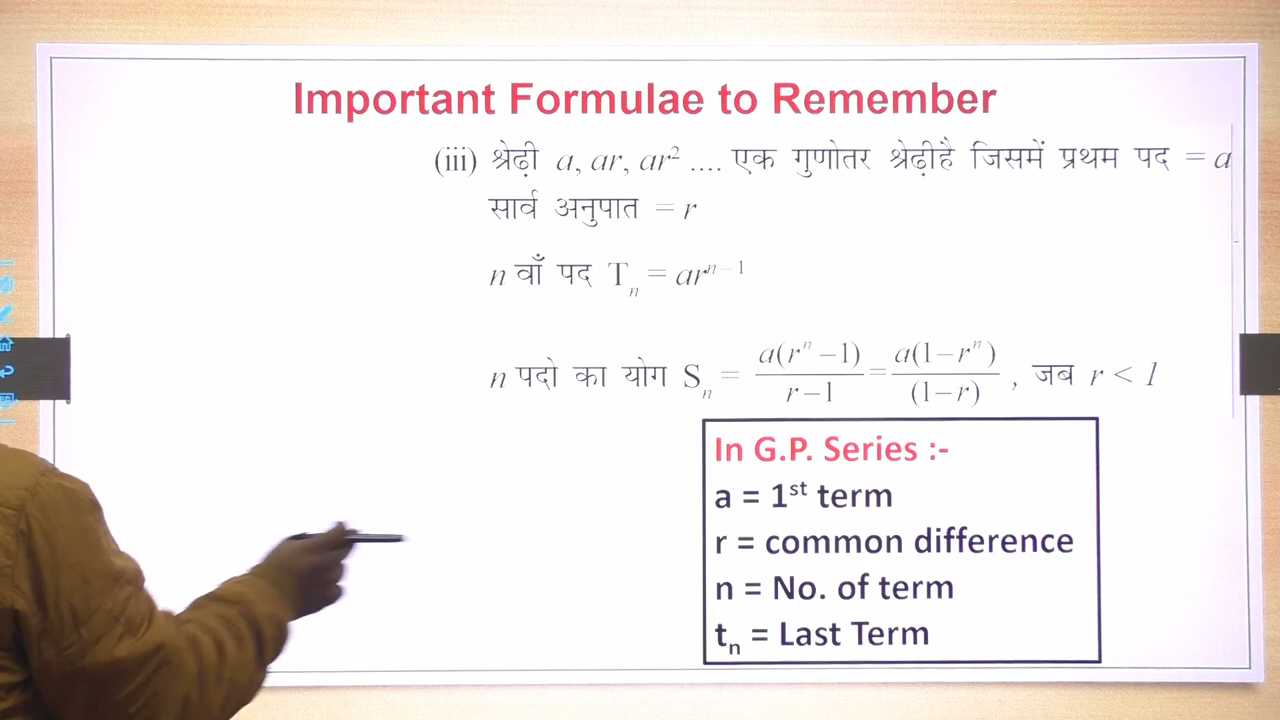 Important Formulae to Remember
(iii) श्रेढ़ी a, ar, ar² .... एक गुणोतर श्रेढ़ीहै जिसमें प्रथम पद = a
सार्व अनुपात = r
n वाँ पद Tₙ = arⁿ⁻¹
n पदो का योग Sₙ = a(rⁿ−1)/r−1 = a(1−rⁿ)/(1−r) , जब r < 1
In G.P. Series :-
a = 1ˢᵗ term
r = common difference
n = No. of term
tₙ = Last Term